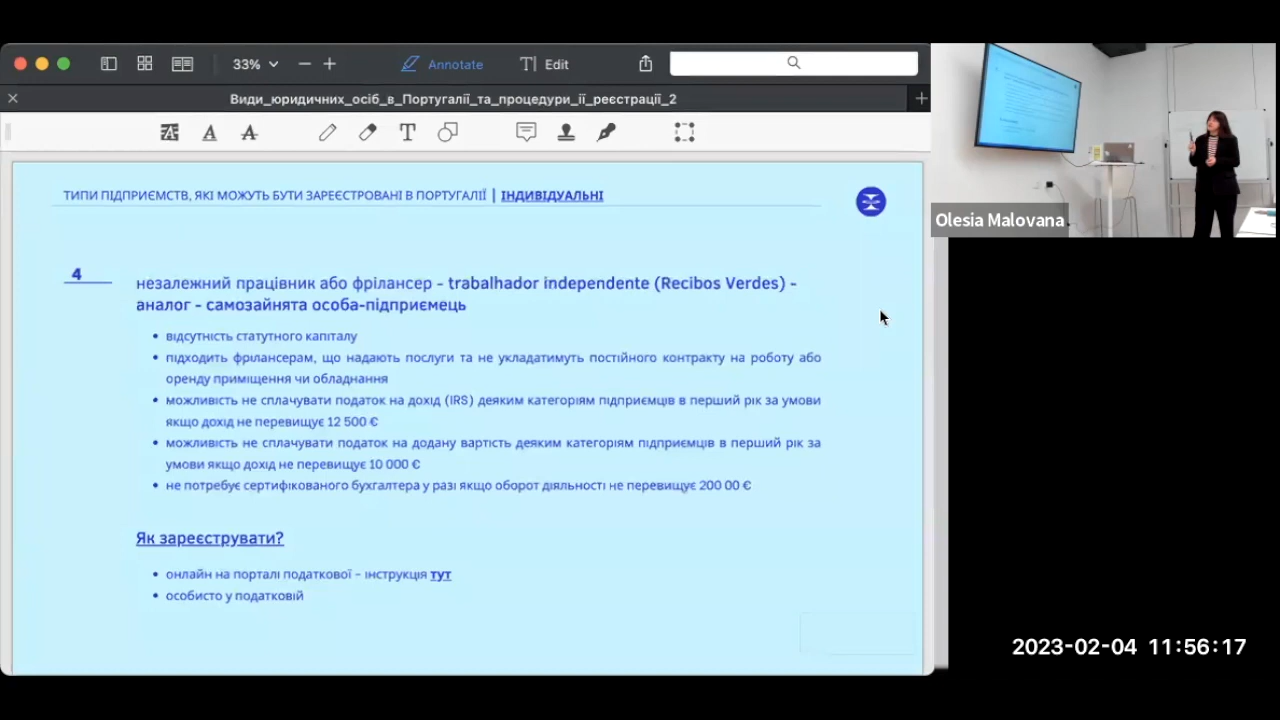 33%
Annotate
Edit
Види_юридичних_осіб_в_Португалії_та_процедури_ії_реєстрації_2
ТИПИ ПІДПРИЄМСТВ, ЯКІ МОЖУТЬ БУТИ ЗАРЕЄСТРОВАНІ В ПОРТУГАЛІЇ | ІНДИВІДУАЛЬНІ
4
незалежний працівник або фрілансер - trabalhador independente (Recibos Verdes) -
аналог - самозайнята особа-підприємець
• відсутність статутного капіталу
• підходить фрілансерам, що надають послуги та не укладатимуть постійного контракту на роботу або
оренду приміщення чи обладнання
• можливість не сплачувати податок на дохід (IRS) деяким категоріям підприємців в перший рік за умови
якщо дохід не перевищує 12 500 €
• можливість не сплачувати податок на додану вартість деяким категоріям підприємців в перший рік за
умови якщо дохід не перевищує 10 000 €
• не потребує сертифікованого бухгалтера у разі якщо оборот діяльності не перевищує 200 00 €
Як зареєструвати?
• онлайн на порталі податкової – інструкція тут
• особисто у податковій
Olesia Malovana
2023-02-04 11:56:17